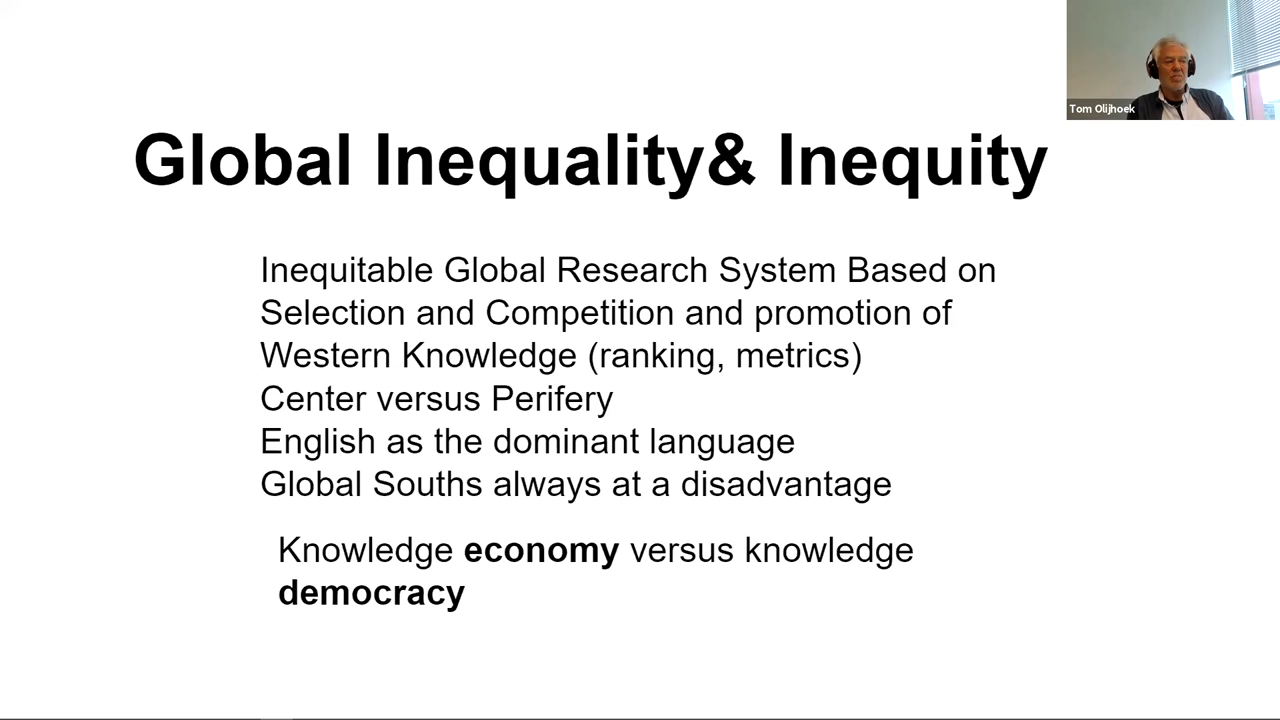 Tom Olijhoek
Global Inequality& Inequity
Inequitable Global Research System Based on
Selection and Competition and promotion of
Western Knowledge (ranking, metrics)
Center versus Perifery
English as the dominant language
Global Souths always at a disadvantage
Knowledge economy versus knowledge
democracy